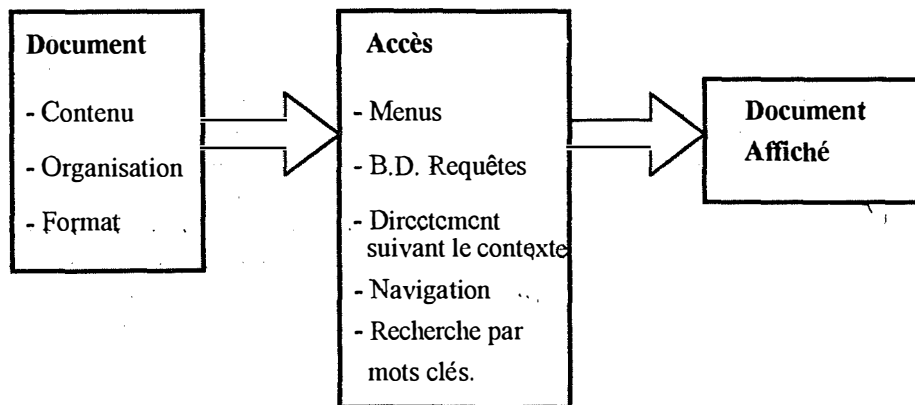 Document
- Contenu
- Organisation
- Format
Accès
- Menus
- B.D. Requêtes
- Directement
suivant le contexte
- Navigation
- Recherche par
mots clés.
Document
Affiché